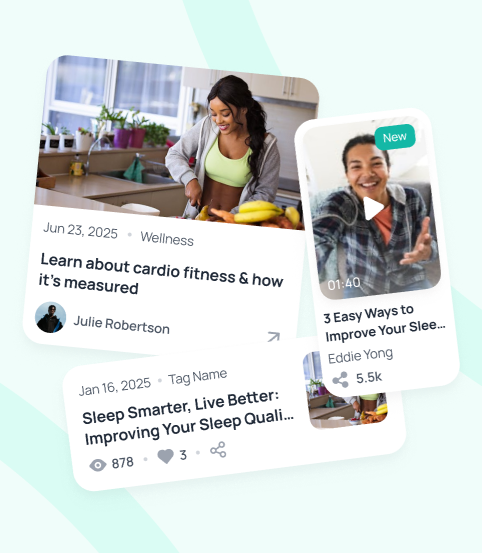 Jun 23, 2025 • Wellness
Learn about cardio fitness & how
it's measured
Julie Robertson
New
01:40
3 Easy Ways to
Improve Your Slee...
Eddie Yong
5.5k
Jan 16, 2025 • Tag Name
Sleep Smarter, Live Better:
Improving Your Sleep Quali...
878 • 3 •